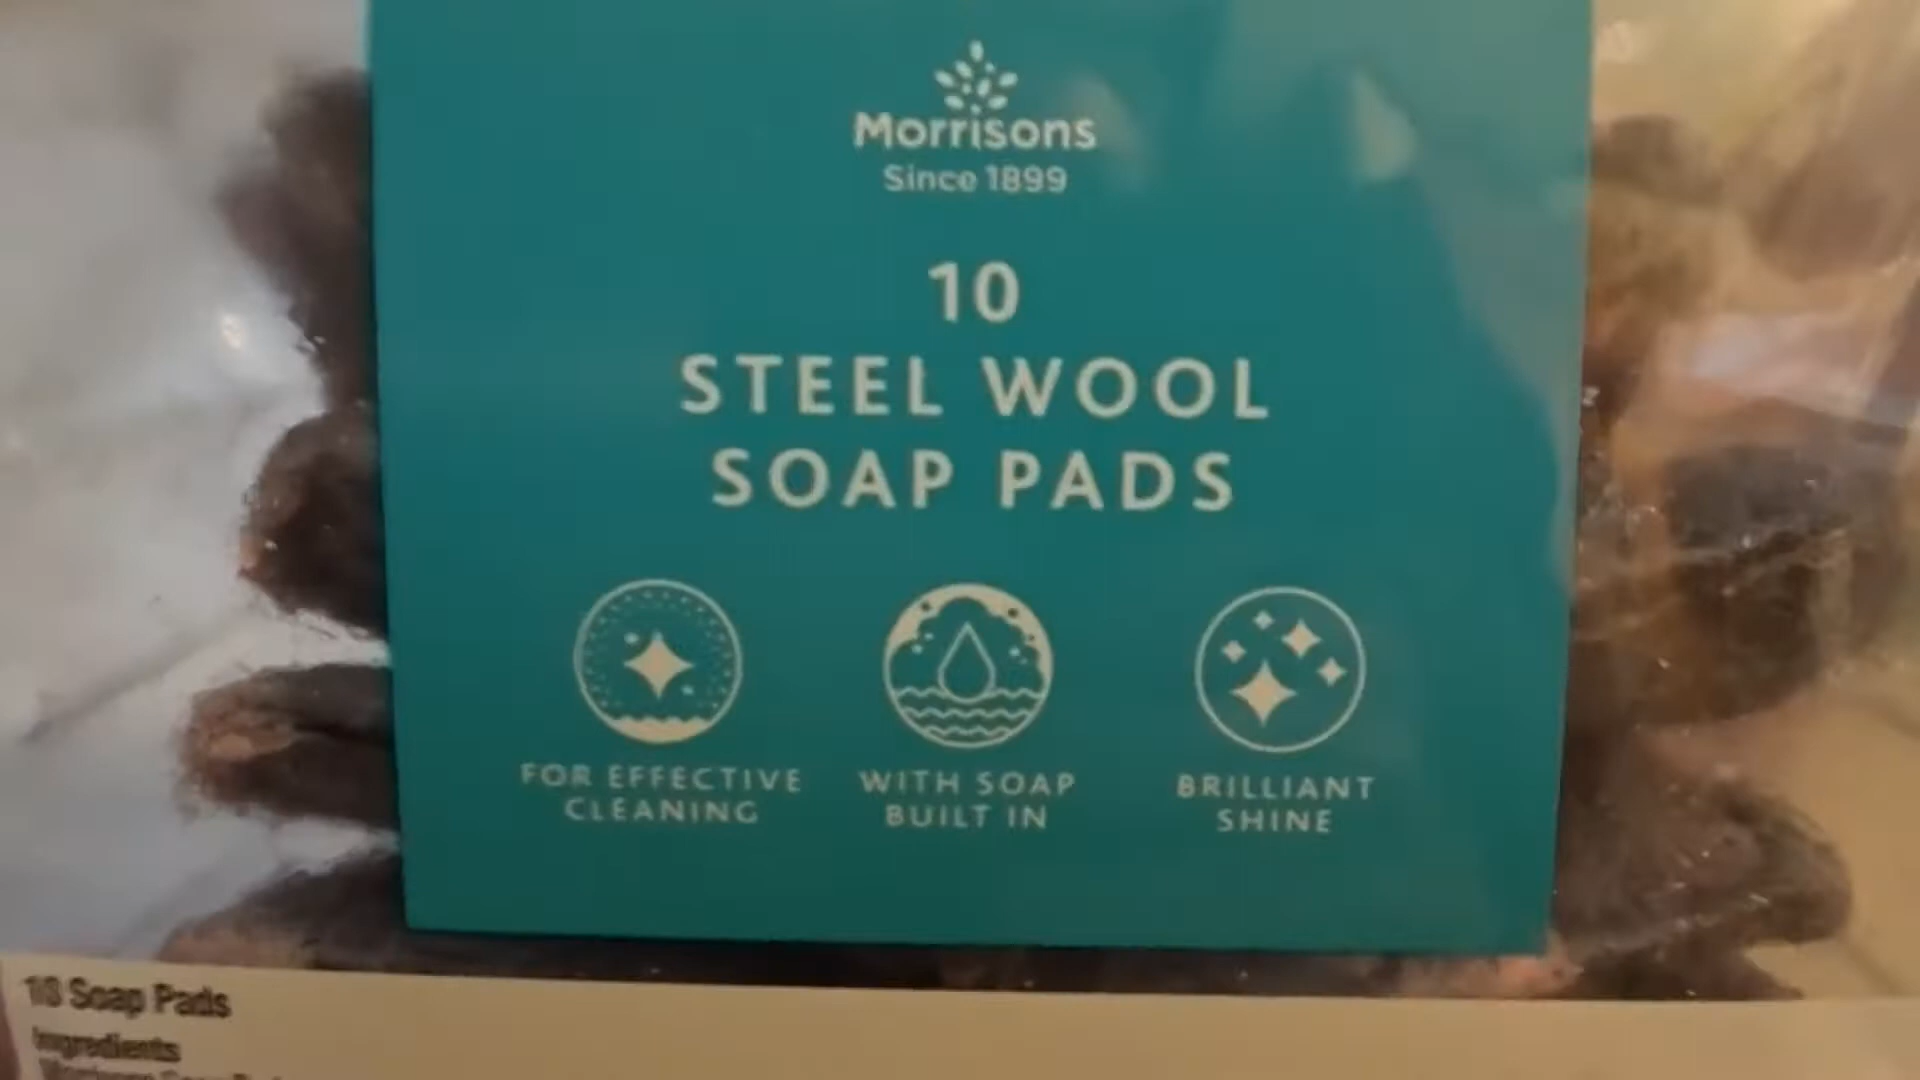 Morrisons
Since 1899
10
STEEL WOOL
SOAP PADS
FOR EFFECTIVE
CLEANING
WITH SOAP
BUILT IN
BRILLIANT
SHINE
10 Soap Pads
Ingredients